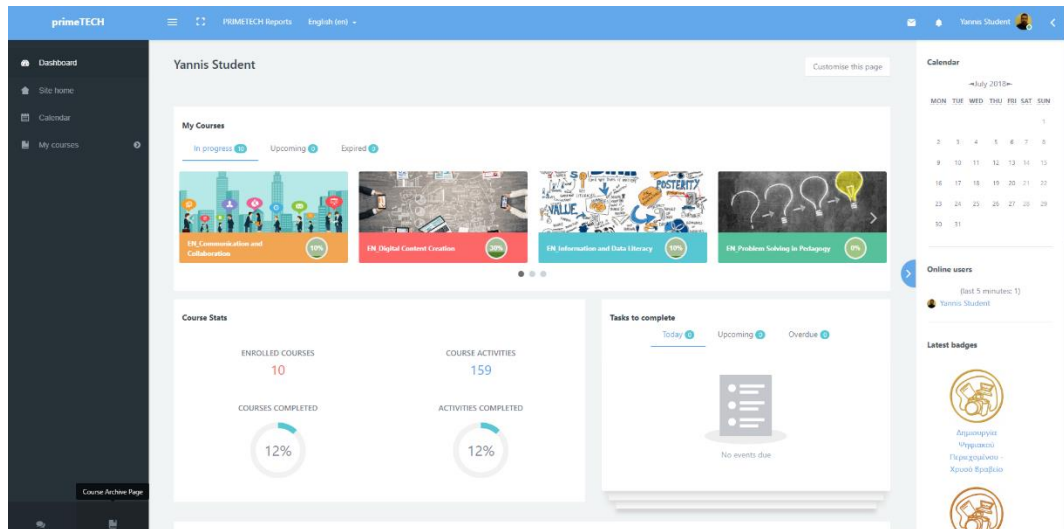 primeTECH
PRIMETECH Reports
English (en)
Yannis Student
Dashboard
Site home
Calendar
My courses
Yannis Student
Customise this page
My Courses
In progress 10
Upcoming 0
Expired 0
POSTERITY
VALUE
EN_Communication and
Collaboration
10%
EN_Digital Content Creation
30%
EN_Information and Data Literacy
10%
EN_Problem Solving in Pedagogy
0%
Course Stats
ENROLLED COURSES
10
COURSE ACTIVITIES
159
COURSES COMPLETED
12%
ACTIVITIES COMPLETED
12%
Tasks to complete
Today 0
Upcoming 0
Overdue 0
No events due
Calendar
July 2018
MON TUE WED THU FRI SAT SUN
1
2 3 4 5 6 7 8
9 10 11 12 13 14 15
16 17 18 19 20 21 22
23 24 25 26 27 28 29
30 31
Online users
(last 5 minutes: 1)
Yannis Student
Latest badges
Δημιουργία
Ψηφιακού
Περιεχομένου -
Χρυσό Βραβείο
Course Archive Page